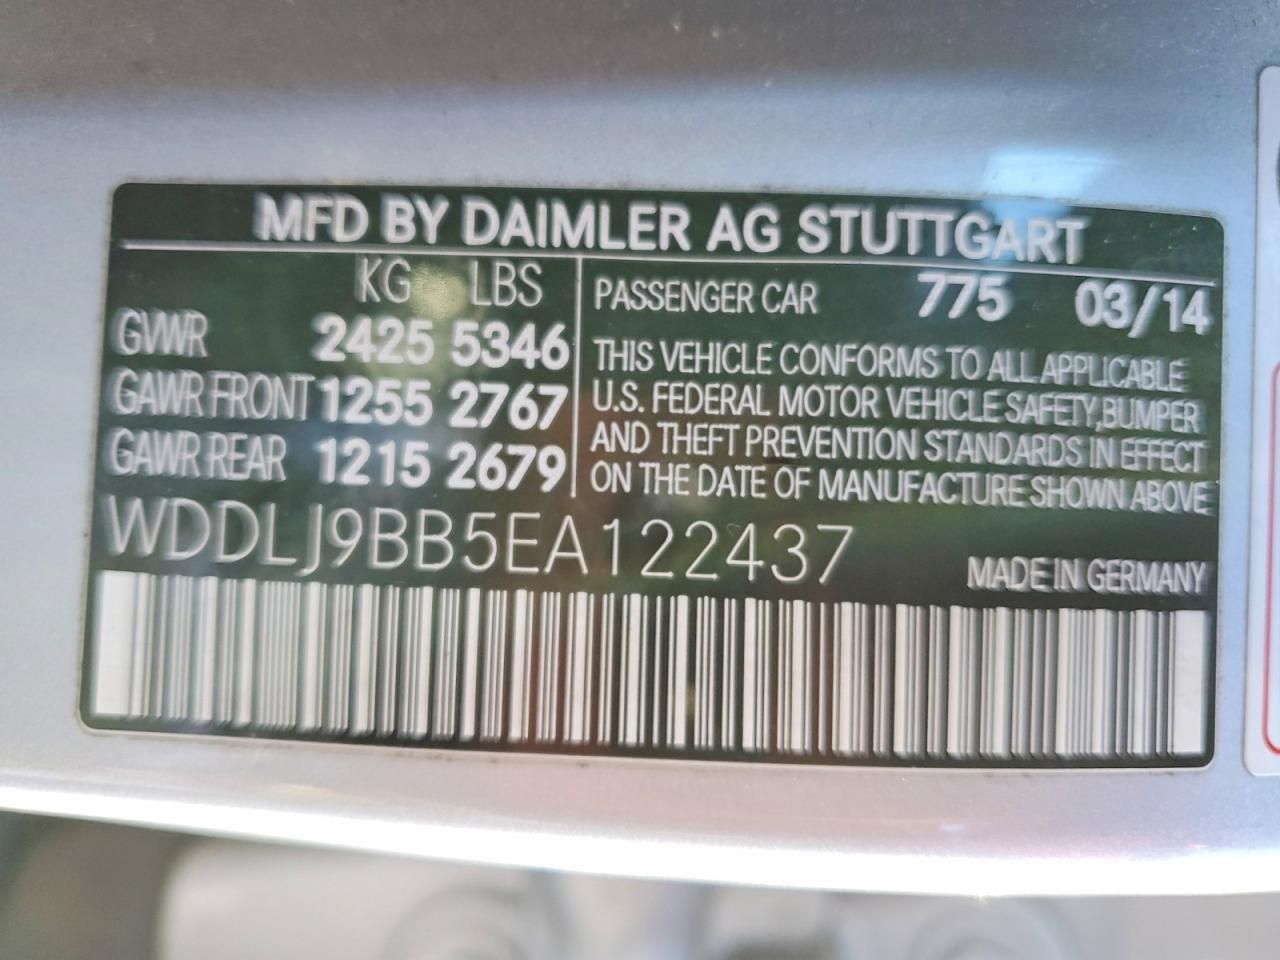 MFD BY DAIMLER AG STUTTGART
KG LBS
GVWR 2425 5346
GAWR FRONT 1255 2767
GAWR REAR 1215 2679
PASSENGER CAR 775 03/14
THIS VEHICLE CONFORMS TO ALL APPLICABLE
U.S. FEDERAL MOTOR VEHICLE SAFETY, BUMPER
AND THEFT PREVENTION STANDARDS IN EFFECT
ON THE DATE OF MANUFACTURE SHOWN ABOVE
WDDLJ9BB5EA122437
MADE IN GERMANY